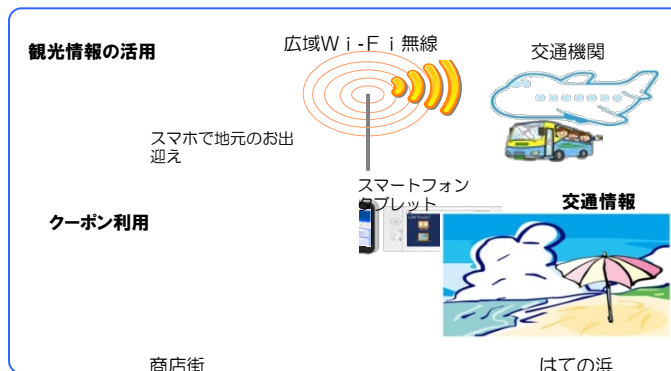 広域Ｗｉ-Ｆｉ無線
観光情報の活用
交通機関
スマホで地元のお出
迎え
スマートフォン
タブレット
交通情報
クーポン利用
商店街
はての浜